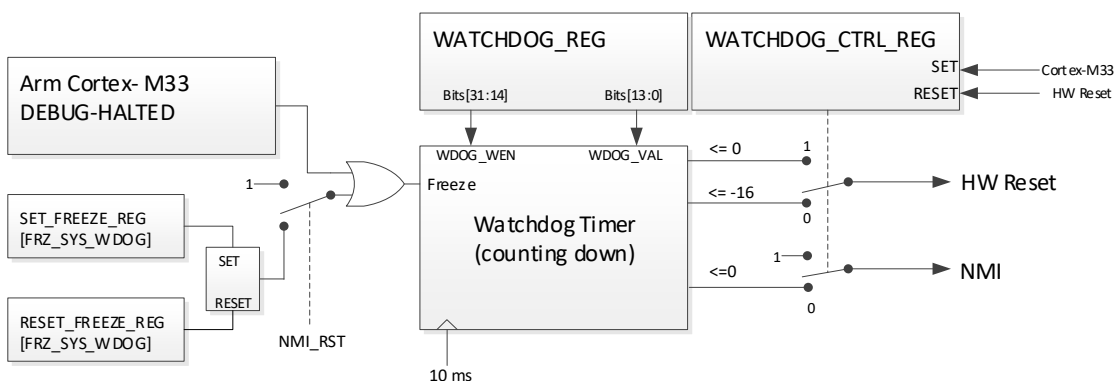 WATCHDOG_REG
Bits[31:14]
Bits[13:0]
WATCHDOG_CTRL_REG
SET
RESET
Cortex-M33
HW Reset
Arm Cortex- M33
DEBUG-HALTED
1
SET_FREEZE_REG
[FRZ_SYS_WDOG]
SET
RESET
RESET_FREEZE_REG
[FRZ_SYS_WDOG]
NMI_RST
WDOG_WEN
WDOG_VAL
Freeze
Watchdog Timer
(counting down)
10 ms
<= 0
1
<= -16
0
HW Reset
<=0
1
0
NMI